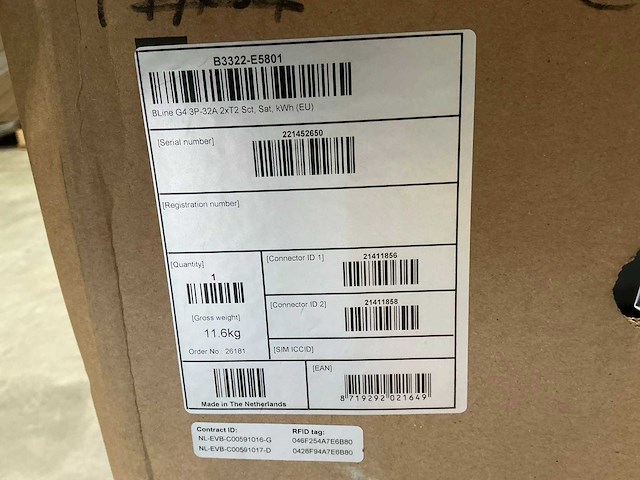 B3322-E5801
BLine G4 3P-32A 2xT2 Sct, Sat, kWh (EU)
[Serial number]
221452650
[Registration number]
[Quantity]
1
[Gross weight]
11.6kg
Order No. 26181
[Connector ID 1]
21411856
[Connector ID 2]
21411858
[SIM ICCID]
Made in The Netherlands
[EAN]
8 719292 021649
Contract ID: RFID tag:
NL-EVB-C00591016-G 046F254A7E6B80
NL-EVB-C00591017-D 0428F94A7E6B80